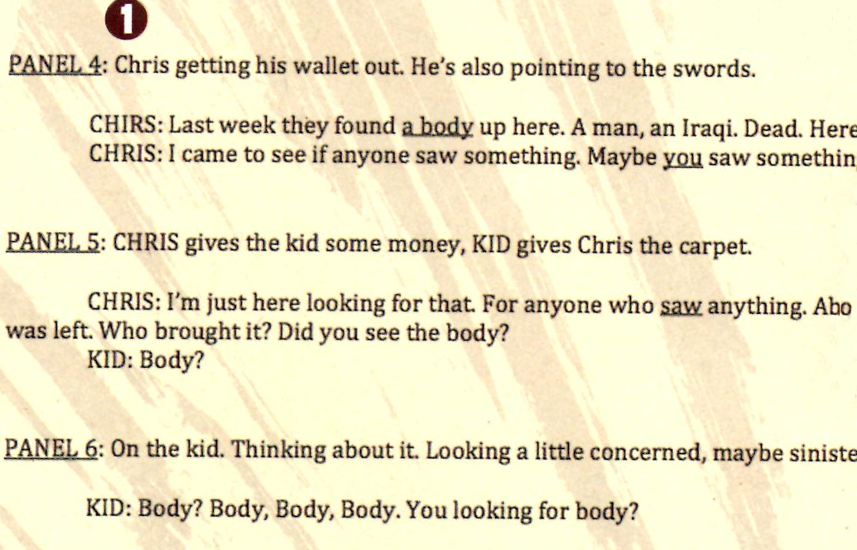 1
PANEL 4: Chris getting his wallet out. He's also pointing to the swords.
CHIRS: Last week they found a body up here. A man, an Iraqi. Dead. Here
CHRIS: I came to see if anyone saw something. Maybe you saw somethin
PANEL 5: CHRIS gives the kid some money, KID gives Chris the carpet.
CHRIS: I'm just here looking for that. For anyone who saw anything. Abo
was left. Who brought it? Did you see the body?
KID: Body?
PANEL 6: On the kid. Thinking about it. Looking a little concerned, maybe siniste
KID: Body? Body, Body, Body. You looking for body?